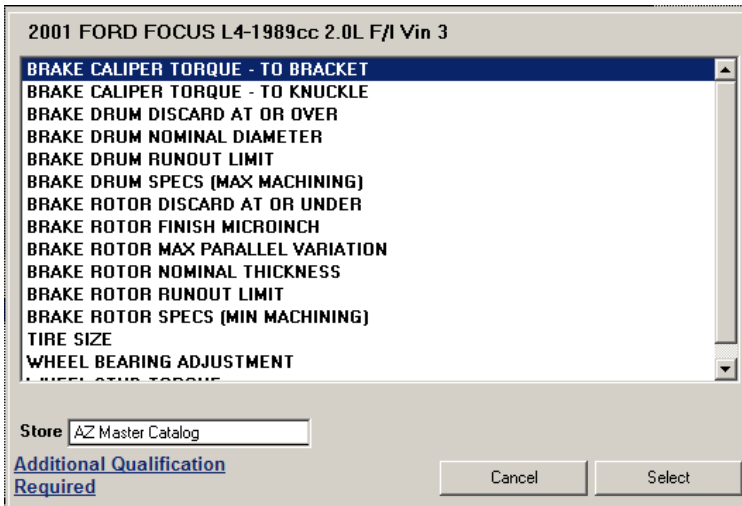 2001 FORD FOCUS L4-1989cc 2.0L F/I Vin 3
BRAKE CALIPER TORQUE - TO BRACKET
BRAKE CALIPER TORQUE - TO KNUCKLE
BRAKE DRUM DISCARD AT OR OVER
BRAKE DRUM NOMINAL DIAMETER
BRAKE DRUM RUNOUT LIMIT
BRAKE DRUM SPECS (MAX MACHINING)
BRAKE ROTOR DISCARD AT OR UNDER
BRAKE ROTOR FINISH MICROINCH
BRAKE ROTOR MAX PARALLEL VARIATION
BRAKE ROTOR NOMINAL THICKNESS
BRAKE ROTOR RUNOUT LIMIT
BRAKE ROTOR SPECS (MIN MACHINING)
TIRE SIZE
WHEEL BEARING ADJUSTMENT
WHEEL STUD TORQUE
Store AZ Master Catalog
Additional Qualification
Required
Cancel
Select